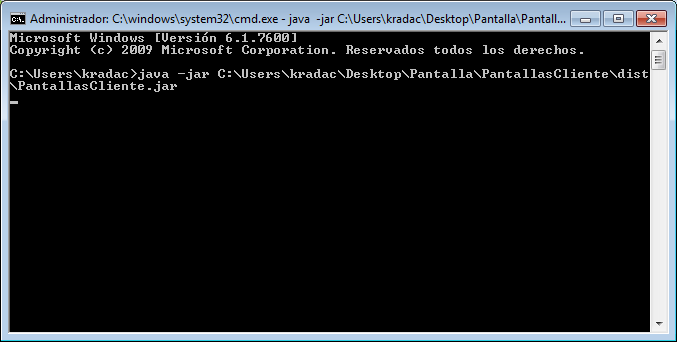 Administrador: C:\windows\system32\cmd.exe - java -jar C:\Users\kradac\Desktop\Pantalla\Pantall...
Microsoft Windows [Versión 6.1.7600]
Copyright (c) 2009 Microsoft Corporation. Reservados todos los derechos.
C:\Users\kradac>java -jar C:\Users\kradac\Desktop\Pantalla\PantallasCliente\dist
\PantallasCliente.jar